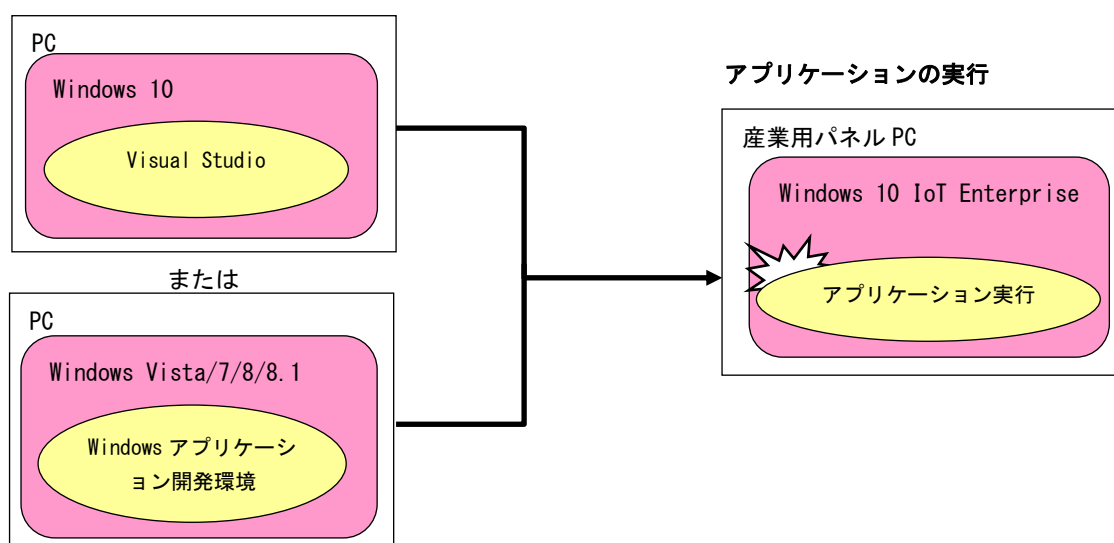 PC
Windows 10
Visual Studio
または
PC
Windows Vista/7/8/8.1
Windows アプリケーシ
ョン開発環境
アプリケーションの実行
産業用パネル PC
Windows 10 IoT Enterprise
アプリケーション実行